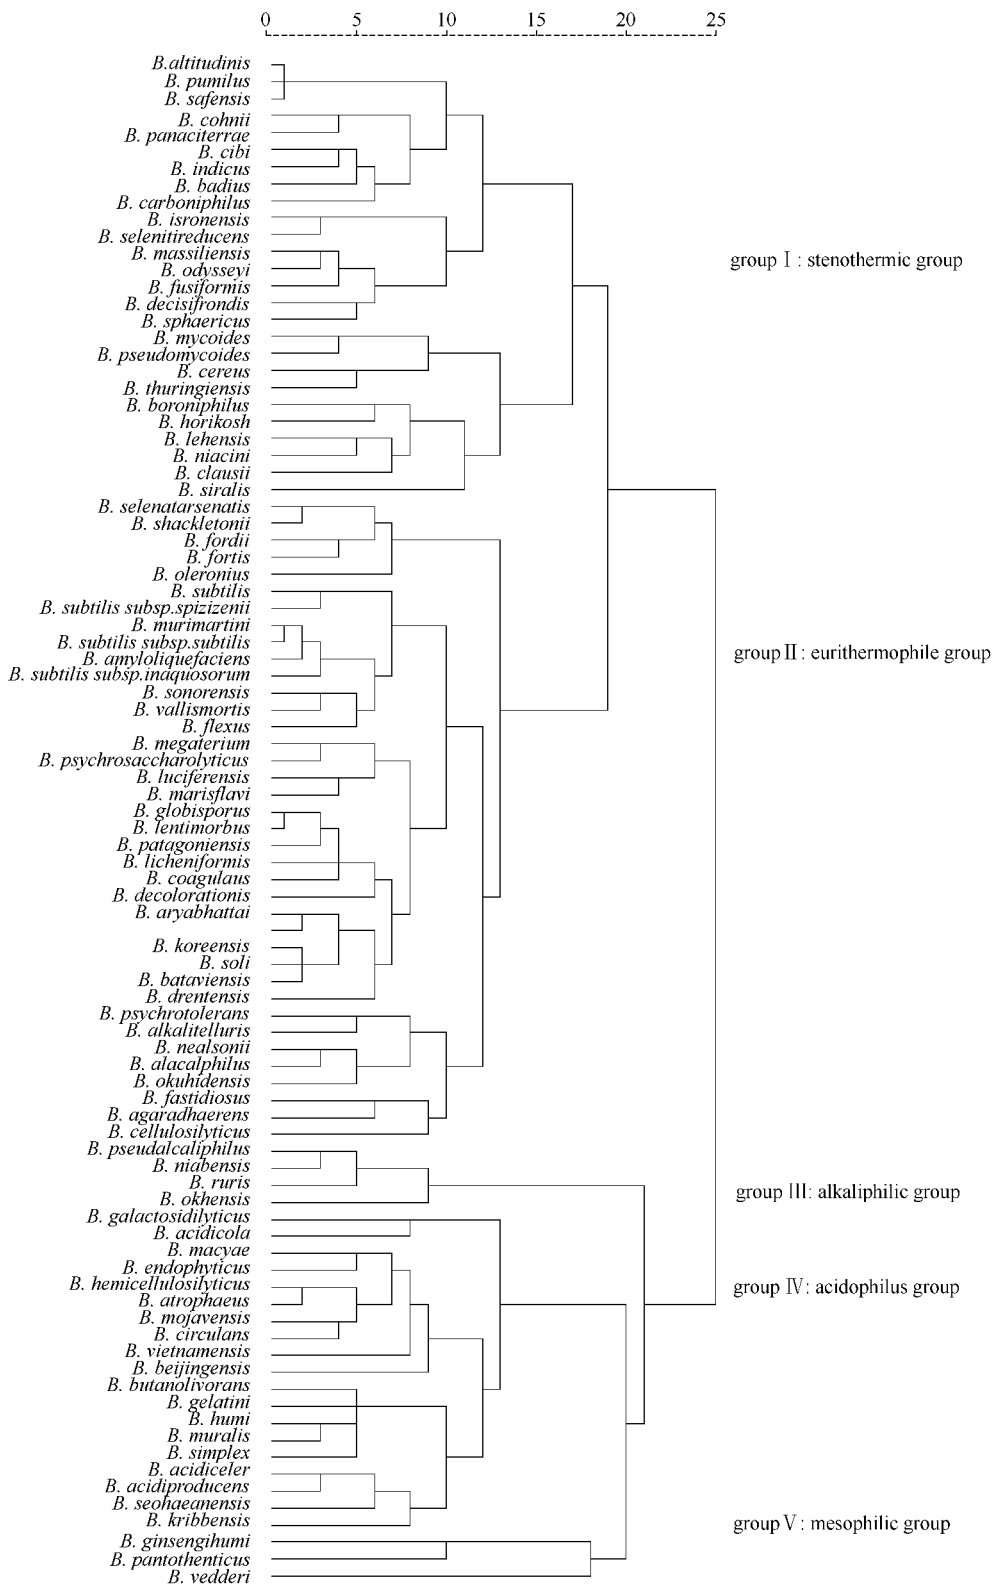 0 5 10 15 20 25
B.altitudinis
B. pumilus
B. safensis
B. cohnii
B. panaciterrae
B. cibi
B. indicus
B. badius
B. carboniphilus
B. isronensis
B. selenitireducens
B. massiliensis
group Ⅰ: stenothermic group
B. odysseyi
B. fusiformis
B. decisifrondis
B. sphaericus
B. mycoides
B. pseudomycoides
B. cereus
B. thuringiensis
B. boroniphilus
B. horikosh
B. lehensis
B. niacini
B. clausii
B. siralis
B. selenatarsenatis
B. shackletonii
B. fordii
B. fortis
B. oleronius
B. subtilis
B. subtilis subsp.spizizenii
B. murimartini
B. subtilis subsp.subtilis
group Ⅱ: eurithermophile group
B. amyloliquefaciens
B. subtilis subsp.inaquosorum
B. sonorensis
B. vallismortis
B. flexus
B. megaterium
B. psychrosaccharolyticus
B. luciferensis
B. marisflavi
B. globisporus
B. lentimorbus
B. patagoniensis
B. licheniformis
B. coagulaus
B. decolorationis
B. aryabhattai
B. koreensis
B. soli
B. bataviensis
B. drentensis
B. psychrotolerans
B. alkalitelluris
B. nealsonii
B. alacalphilus
B. okuhidensis
B. fastidiosus
B. agaradhaerens
B. cellulosilyticus
B. pseudalcaliphilus
B. niabensis
B. ruris
group Ⅲ: alkaliphilic group
B. okhensis
B. galactosidilyticus
B. acidicola
B. macyae
B. endophyticus
B. hemicellulosilyticus
group Ⅳ: acidophilus group
B. atrophaeus
B. mojavensis
B. circulans
B. vietnamensis
B. beijingensis
B. butanolivorans
B. gelatini
B. humi
B. muralis
B. simplex
B. acidiceler
B. acidiproducens
B. seohaeanensis
B. kribbensis
group Ⅴ: mesophilic group
B. ginsengihumi
B. pantothenticus
B. vedderi